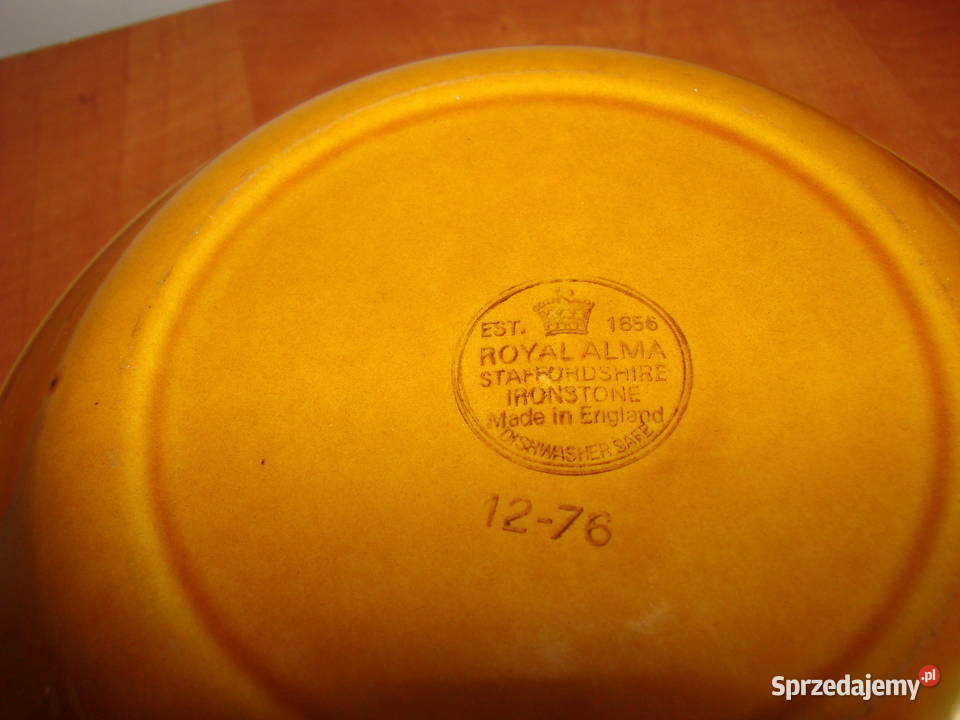 EST. 1856
ROYAL ALMA
STAFFORDSHIRE
IRONSTONE
Made in England
DISHWASHER SAFE
12-76
Sprzedajemy.pl